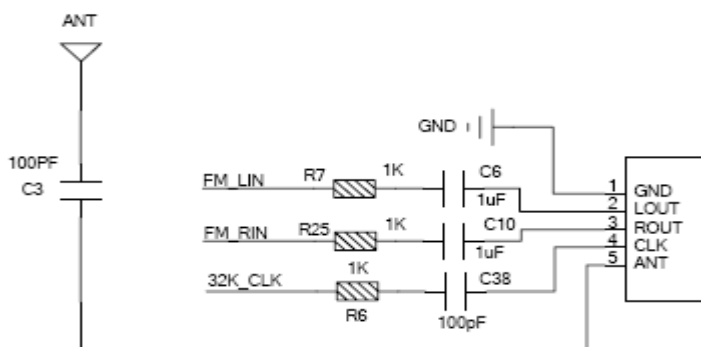 ANT
100PF
C3
GND
FM_LIN
R7
1K
C6
1uF
FM_RIN
R25
1K
C10
1uF
32K_CLK
1K
R6
C38
100pF
1 GND
2 LOUT
3 ROUT
4 CLK
5 ANT